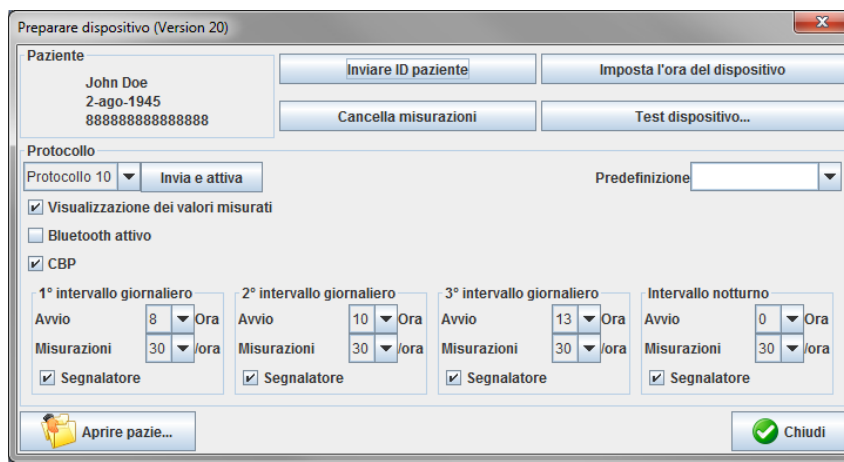 Preparare dispositivo (Version 20)
Paziente
John Doe
2-ago-1945
888888888888888
Inviare ID paziente
Imposta l'ora del dispositivo
Cancella misurazioni
Test dispositivo...
Protocollo
Protocollo 10 Invia e attiva Predefinizione
Visualizzazione dei valori misurati
Bluetooth attivo
CBP
1° intervallo giornaliero 2° intervallo giornaliero 3° intervallo giornaliero Intervallo notturno
Avvio 8 Ora Avvio 10 Ora Avvio 13 Ora Avvio 0 Ora
Misurazioni 30 /ora Misurazioni 30 /ora Misurazioni 30 /ora Misurazioni 30 /ora
Segnalatore Segnalatore Segnalatore Segnalatore
Aprire pazie... Chiudi